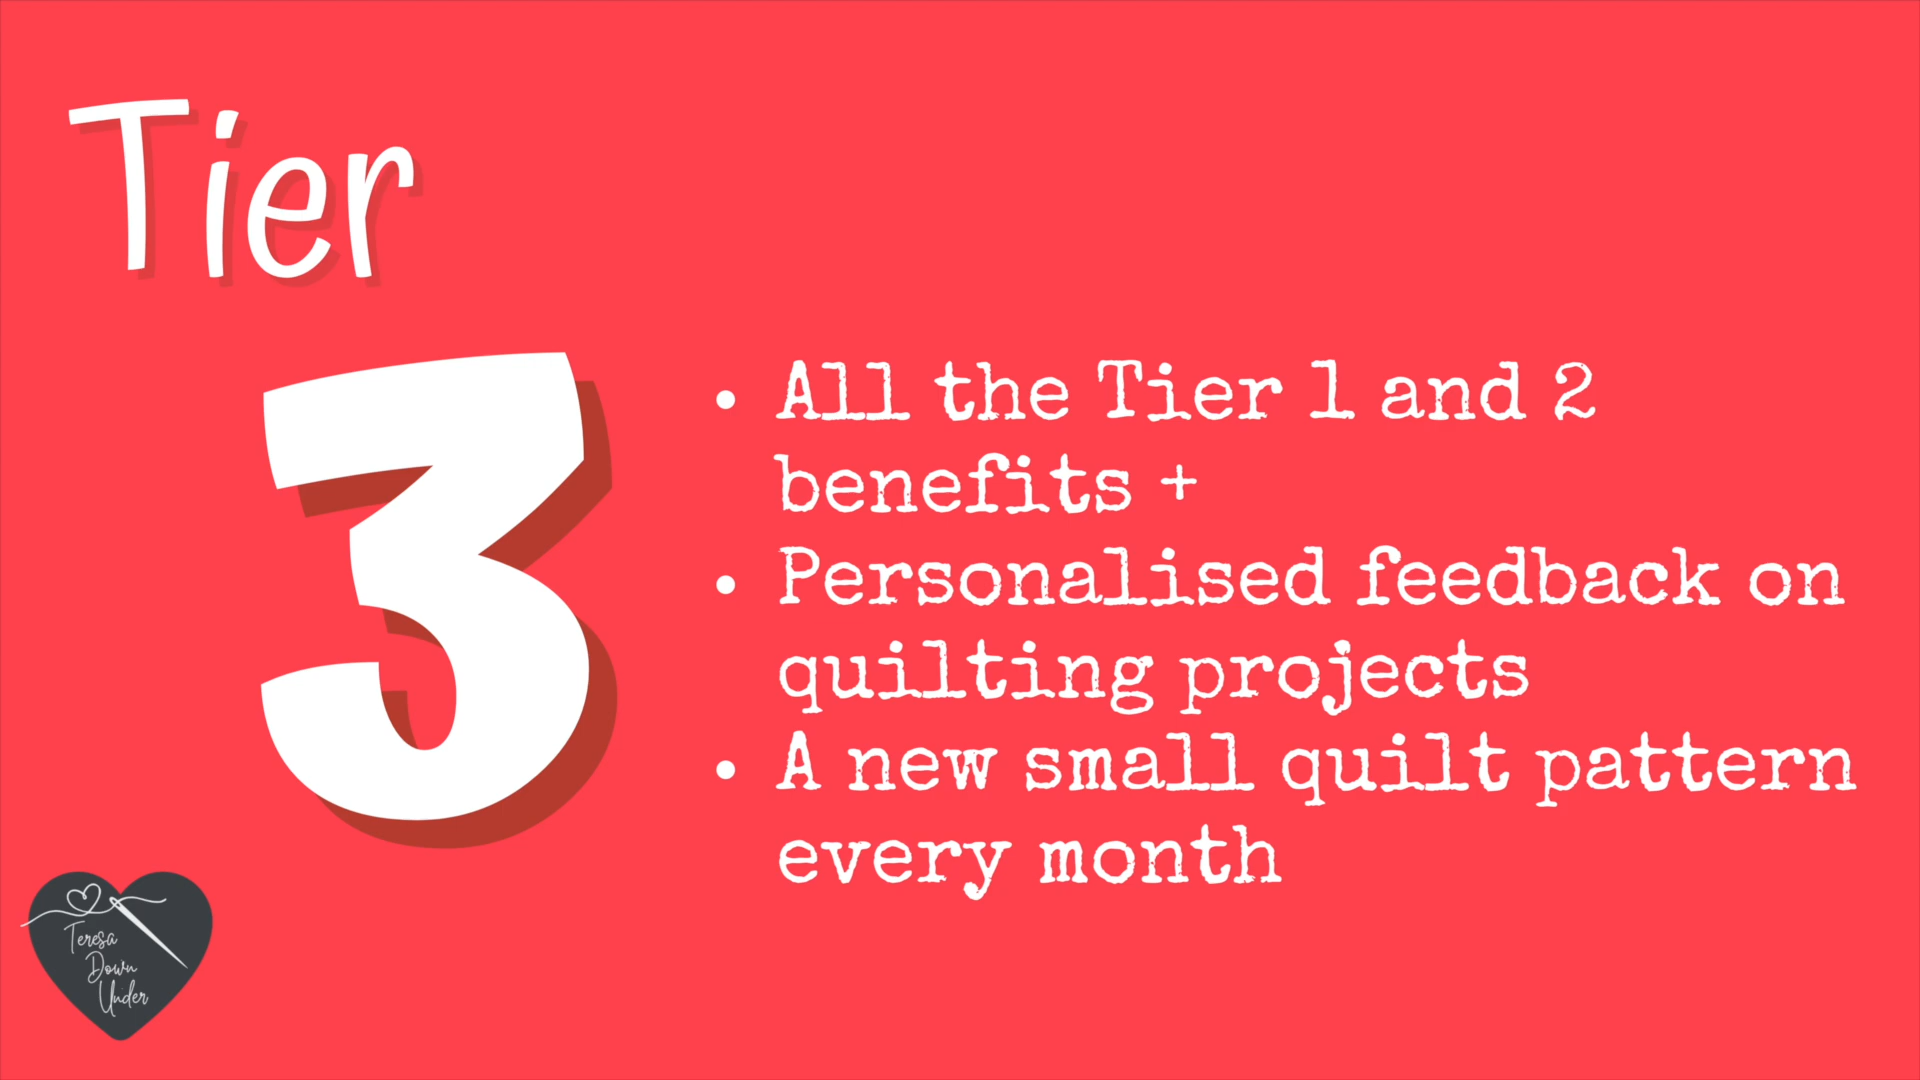 Tier
3
• All the Tier 1 and 2
benefits +
• Personalised feedback on
quilting projects
• A new small quilt pattern
every month
Teresa
Down
Under